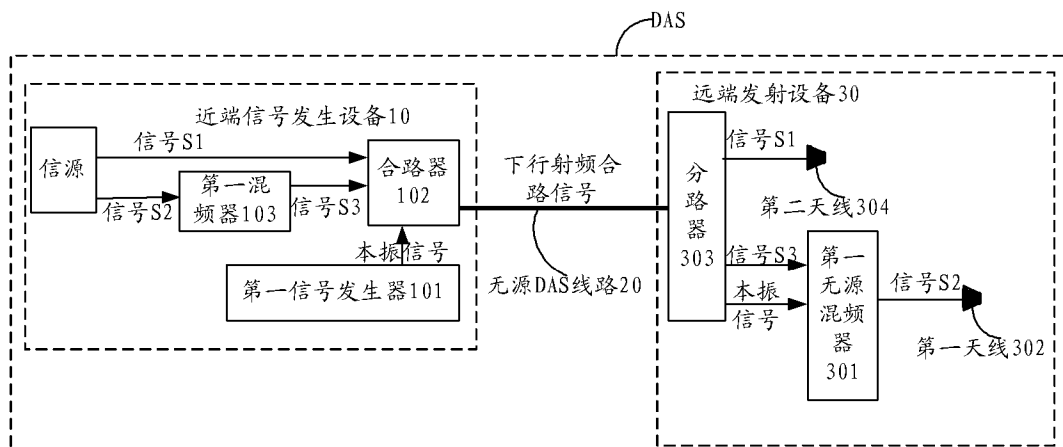 DAS
近端信号发生设备10
信源
信号S1
信号S2
第一混
频器103
信号S3
合路器
102
本振信号
第一信号发生器101
下行射频合
路信号
无源DAS线路20
远端发射设备30
分
路
器
303
信号S1
第二天线304
信号S3
本振
信号
第一
无源
混频
器
301
信号S2
第一天线302